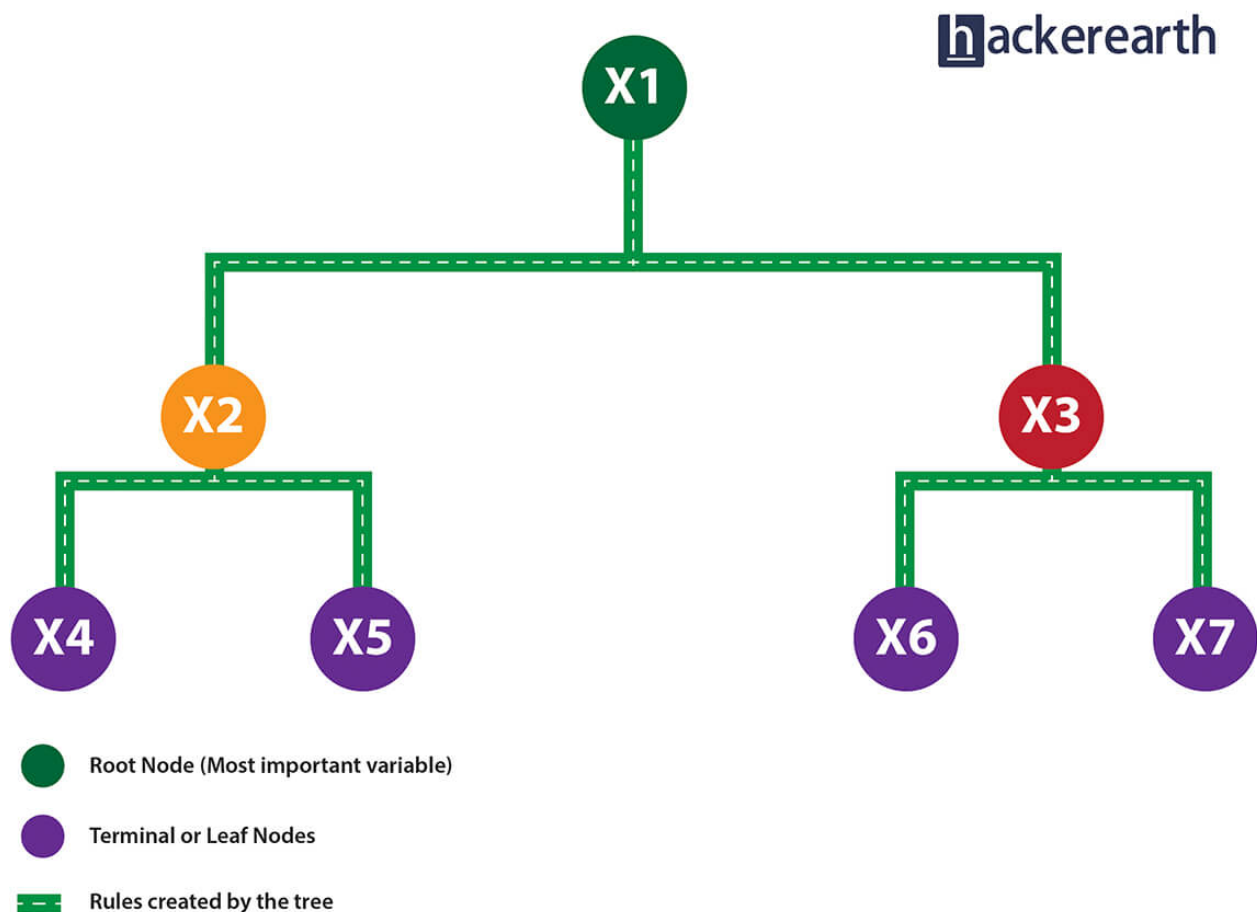 hackerearth
X1
X2
X3
X4
X5
X6
X7
Root Node (Most important variable)
Terminal or Leaf Nodes
Rules created by the tree